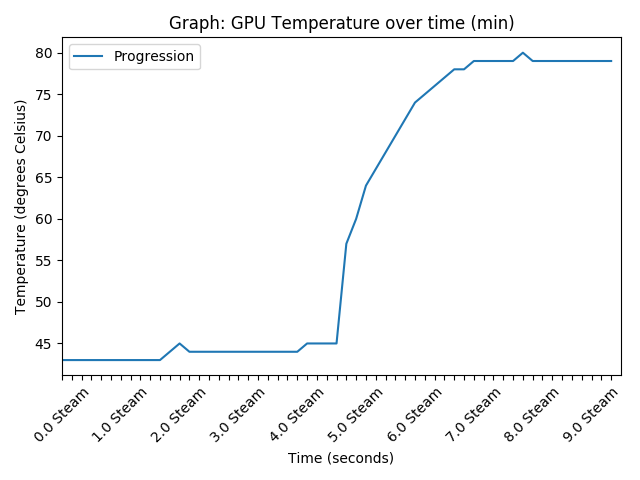 Graph: GPU Temperature over time (min)
Progression
80
75
70
65
60
55
50
45
Temperature (degrees Celsius)
0.0 Steam
1.0 Steam
2.0 Steam
3.0 Steam
4.0 Steam
5.0 Steam
6.0 Steam
7.0 Steam
8.0 Steam
9.0 Steam
Time (seconds)